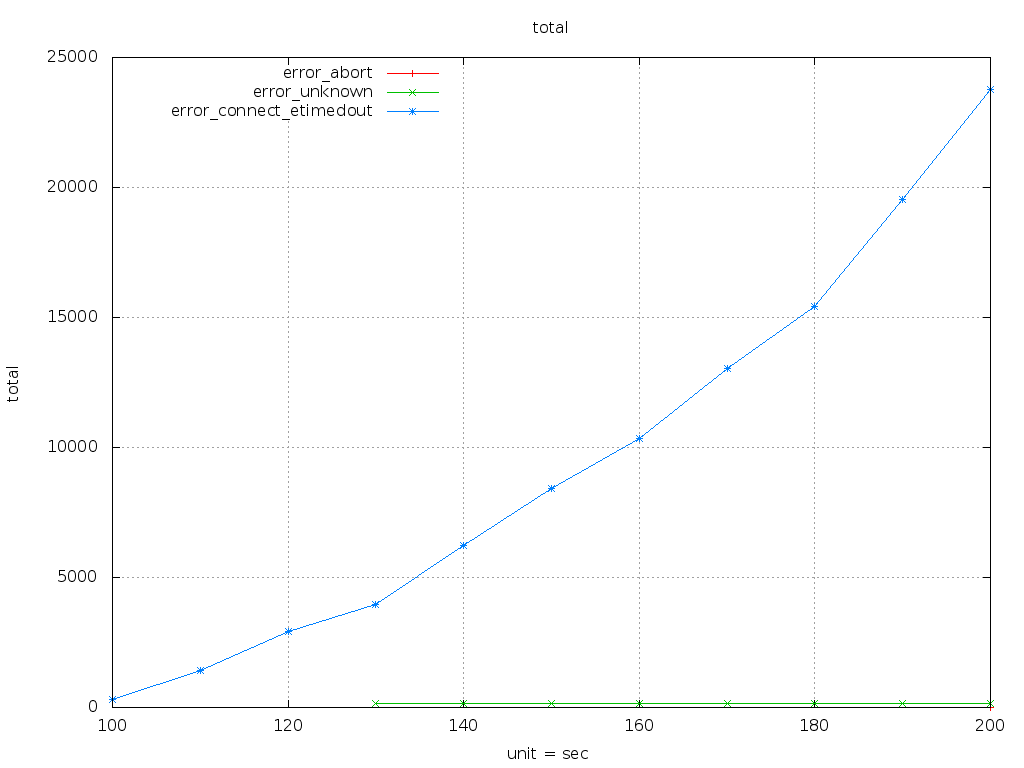 total
25000
20000
15000
10000
5000
0
total
error_abort
error_unknown
error_connect_etimedout
100 120 140 160 180 200
unit = sec